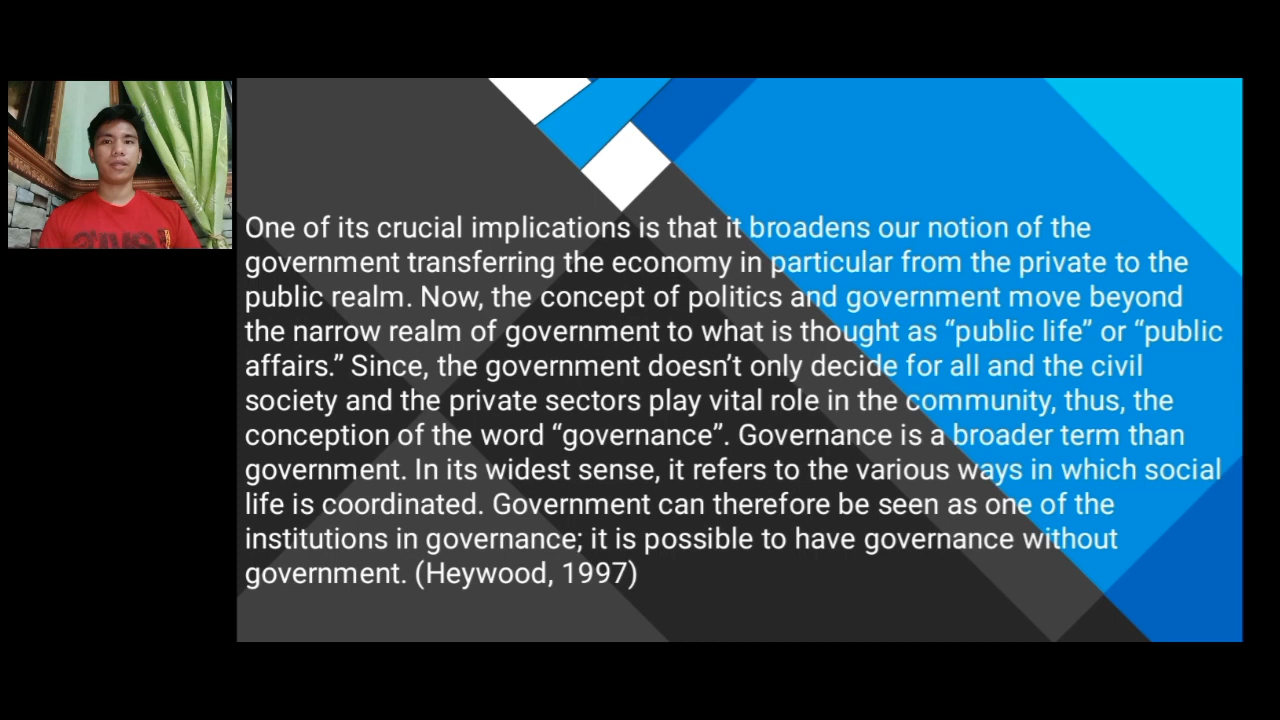 One of its crucial implications is that it broadens our notion of the
government transferring the economy in particular from the private to the
public realm. Now, the concept of politics and government move beyond
the narrow realm of government to what is thought as “public life” or “public
affairs.” Since, the government doesn’t only decide for all and the civil
society and the private sectors play vital role in the community, thus, the
conception of the word “governance”. Governance is a broader term than
government. In its widest sense, it refers to the various ways in which social
life is coordinated. Government can therefore be seen as one of the
institutions in governance; it is possible to have governance without
government. (Heywood, 1997)